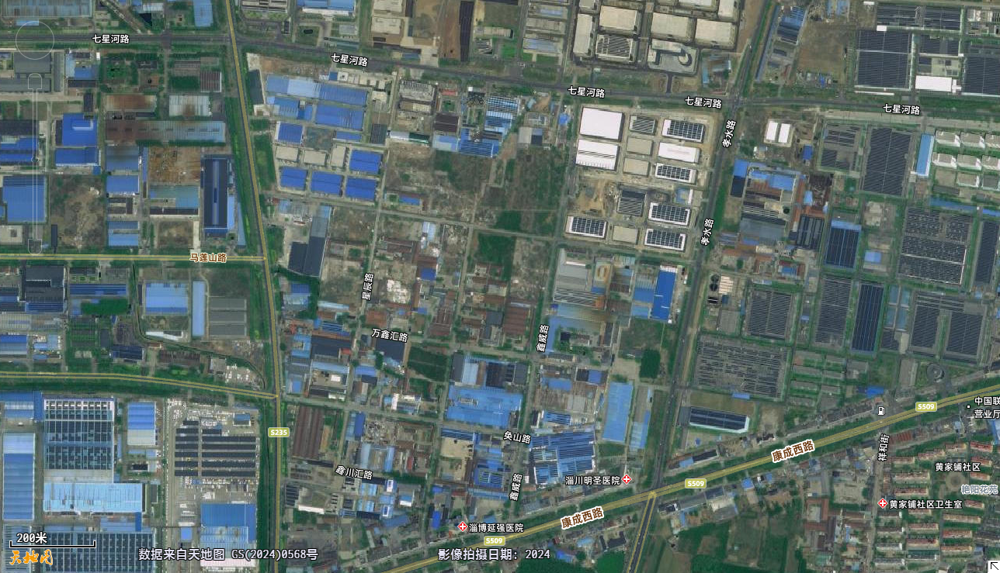 七星河路
七星河路
七星河路
七星河路
七星河路
孝水路
孝水路
马莲山路
星辰路
万鑫汇路
鑫威路
S509
中国联
营业厅
S235
奂山路
康成西路
祥和街
鑫川汇路
黄家铺社区
淄川明圣医院
S509
鑫威路
艳阳花苑
黄家铺社区卫生室
康成西路
淄博延强医院
200米
S509
天地图
数据来自天地图 GS(2024)0568号
影像拍摄日期: 2024